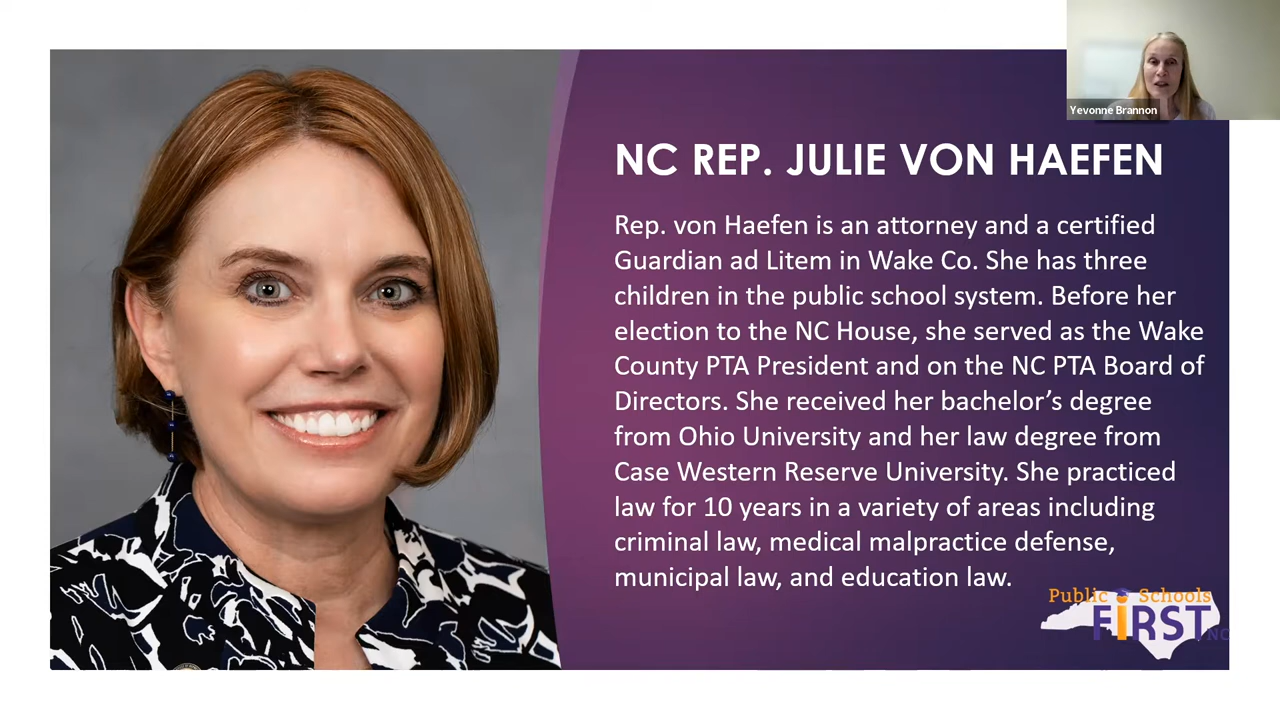 Yevonne Brannon
NC REP. JULIE VON HAEFEN
Rep. von Haefen is an attorney and a certified
Guardian ad Litem in Wake Co. She has three
children in the public school system. Before her
election to the NC House, she served as the Wake
County PTA President and on the NC PTA Board of
Directors. She received her bachelor’s degree
from Ohio University and her law degree from
Case Western Reserve University. She practiced
law for 10 years in a variety of areas including
criminal law, medical malpractice defense,
municipal law, and education law.
Public Schools
FiRST NC